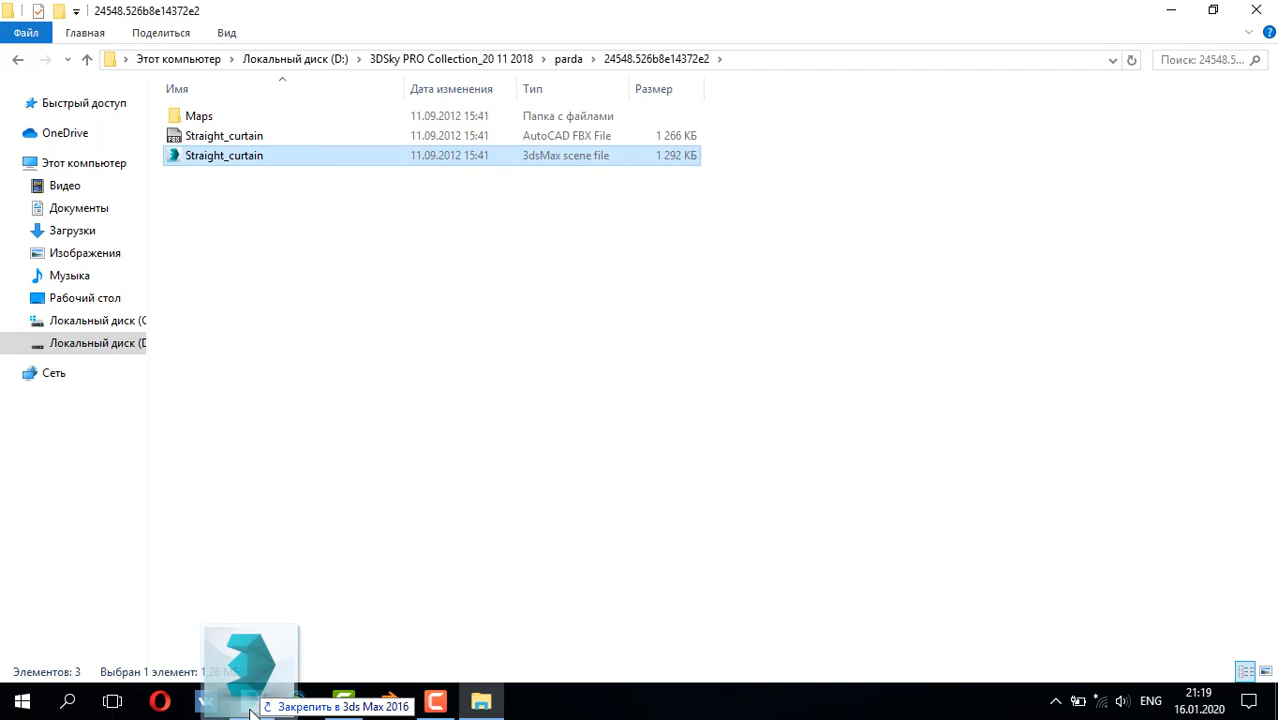 24548.526b8e14372e2
Файл Главная Поделиться Вид
Этот компьютер Локальный диск (D:) 3DSky PRO Collection_20 11 2018 parda 24548.526b8e14372e2 Поиск: 24548.5...
Имя Дата изменения Тип Размер
Maps 11.09.2012 15:41 Папка с файлами
FBX Straight_curtain 11.09.2012 15:41 AutoCAD FBX File 1 266 КБ
Straight_curtain 11.09.2012 15:41 3dsMax scene file 1 292 КБ
Быстрый доступ
OneDrive
Этот компьютер
Видео
Документы
Загрузки
Изображения
Музыка
Рабочий стол
Локальный диск (C
Локальный диск (D
Сеть
Элементов: 3 Выбран 1 элемент: 1,26 МБ
Закрепить в 3ds Max 2016
ENG
21:19
16.01.2020